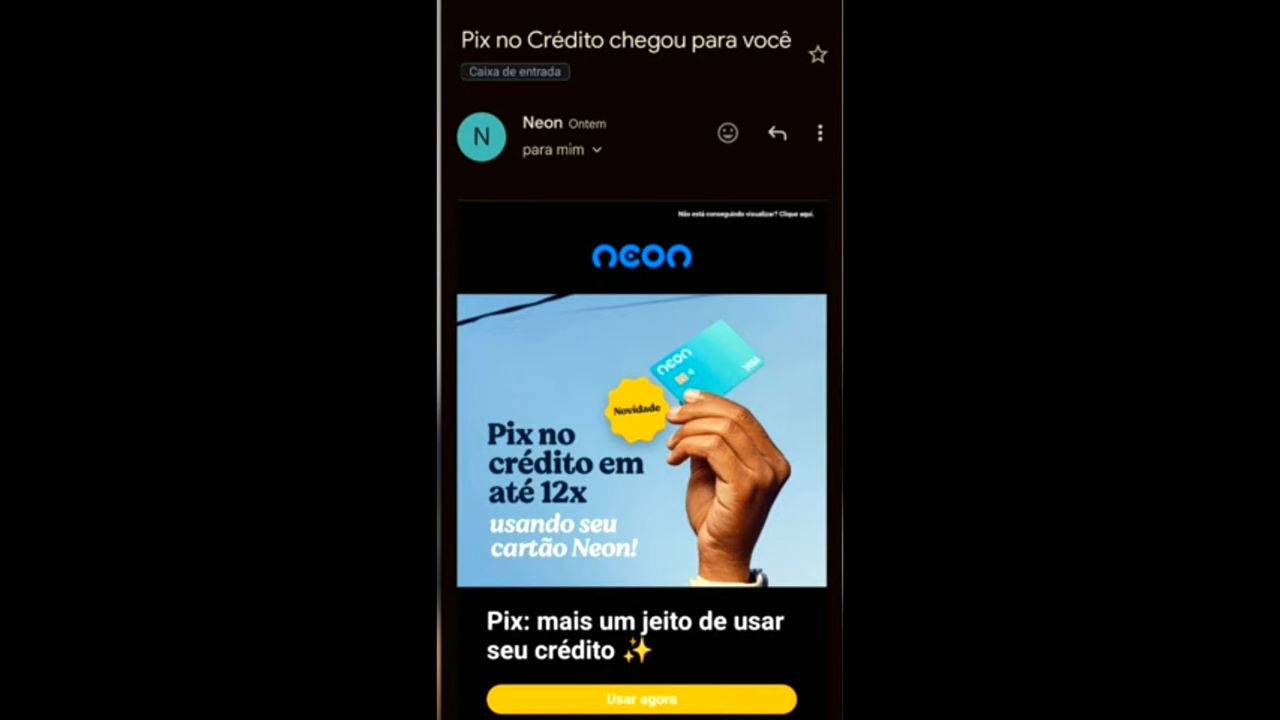 Pix no Crédito chegou para você
Caixa de entrada
N
Neon Ontem
para mim
Não está conseguindo visualizar? Clique aqui.
neon
neon
VISA
Novidade
Pix no
crédito em
até 12x
usando seu
cartão Neon!
Pix: mais um jeito de usar
seu crédito ✨
Usar agora